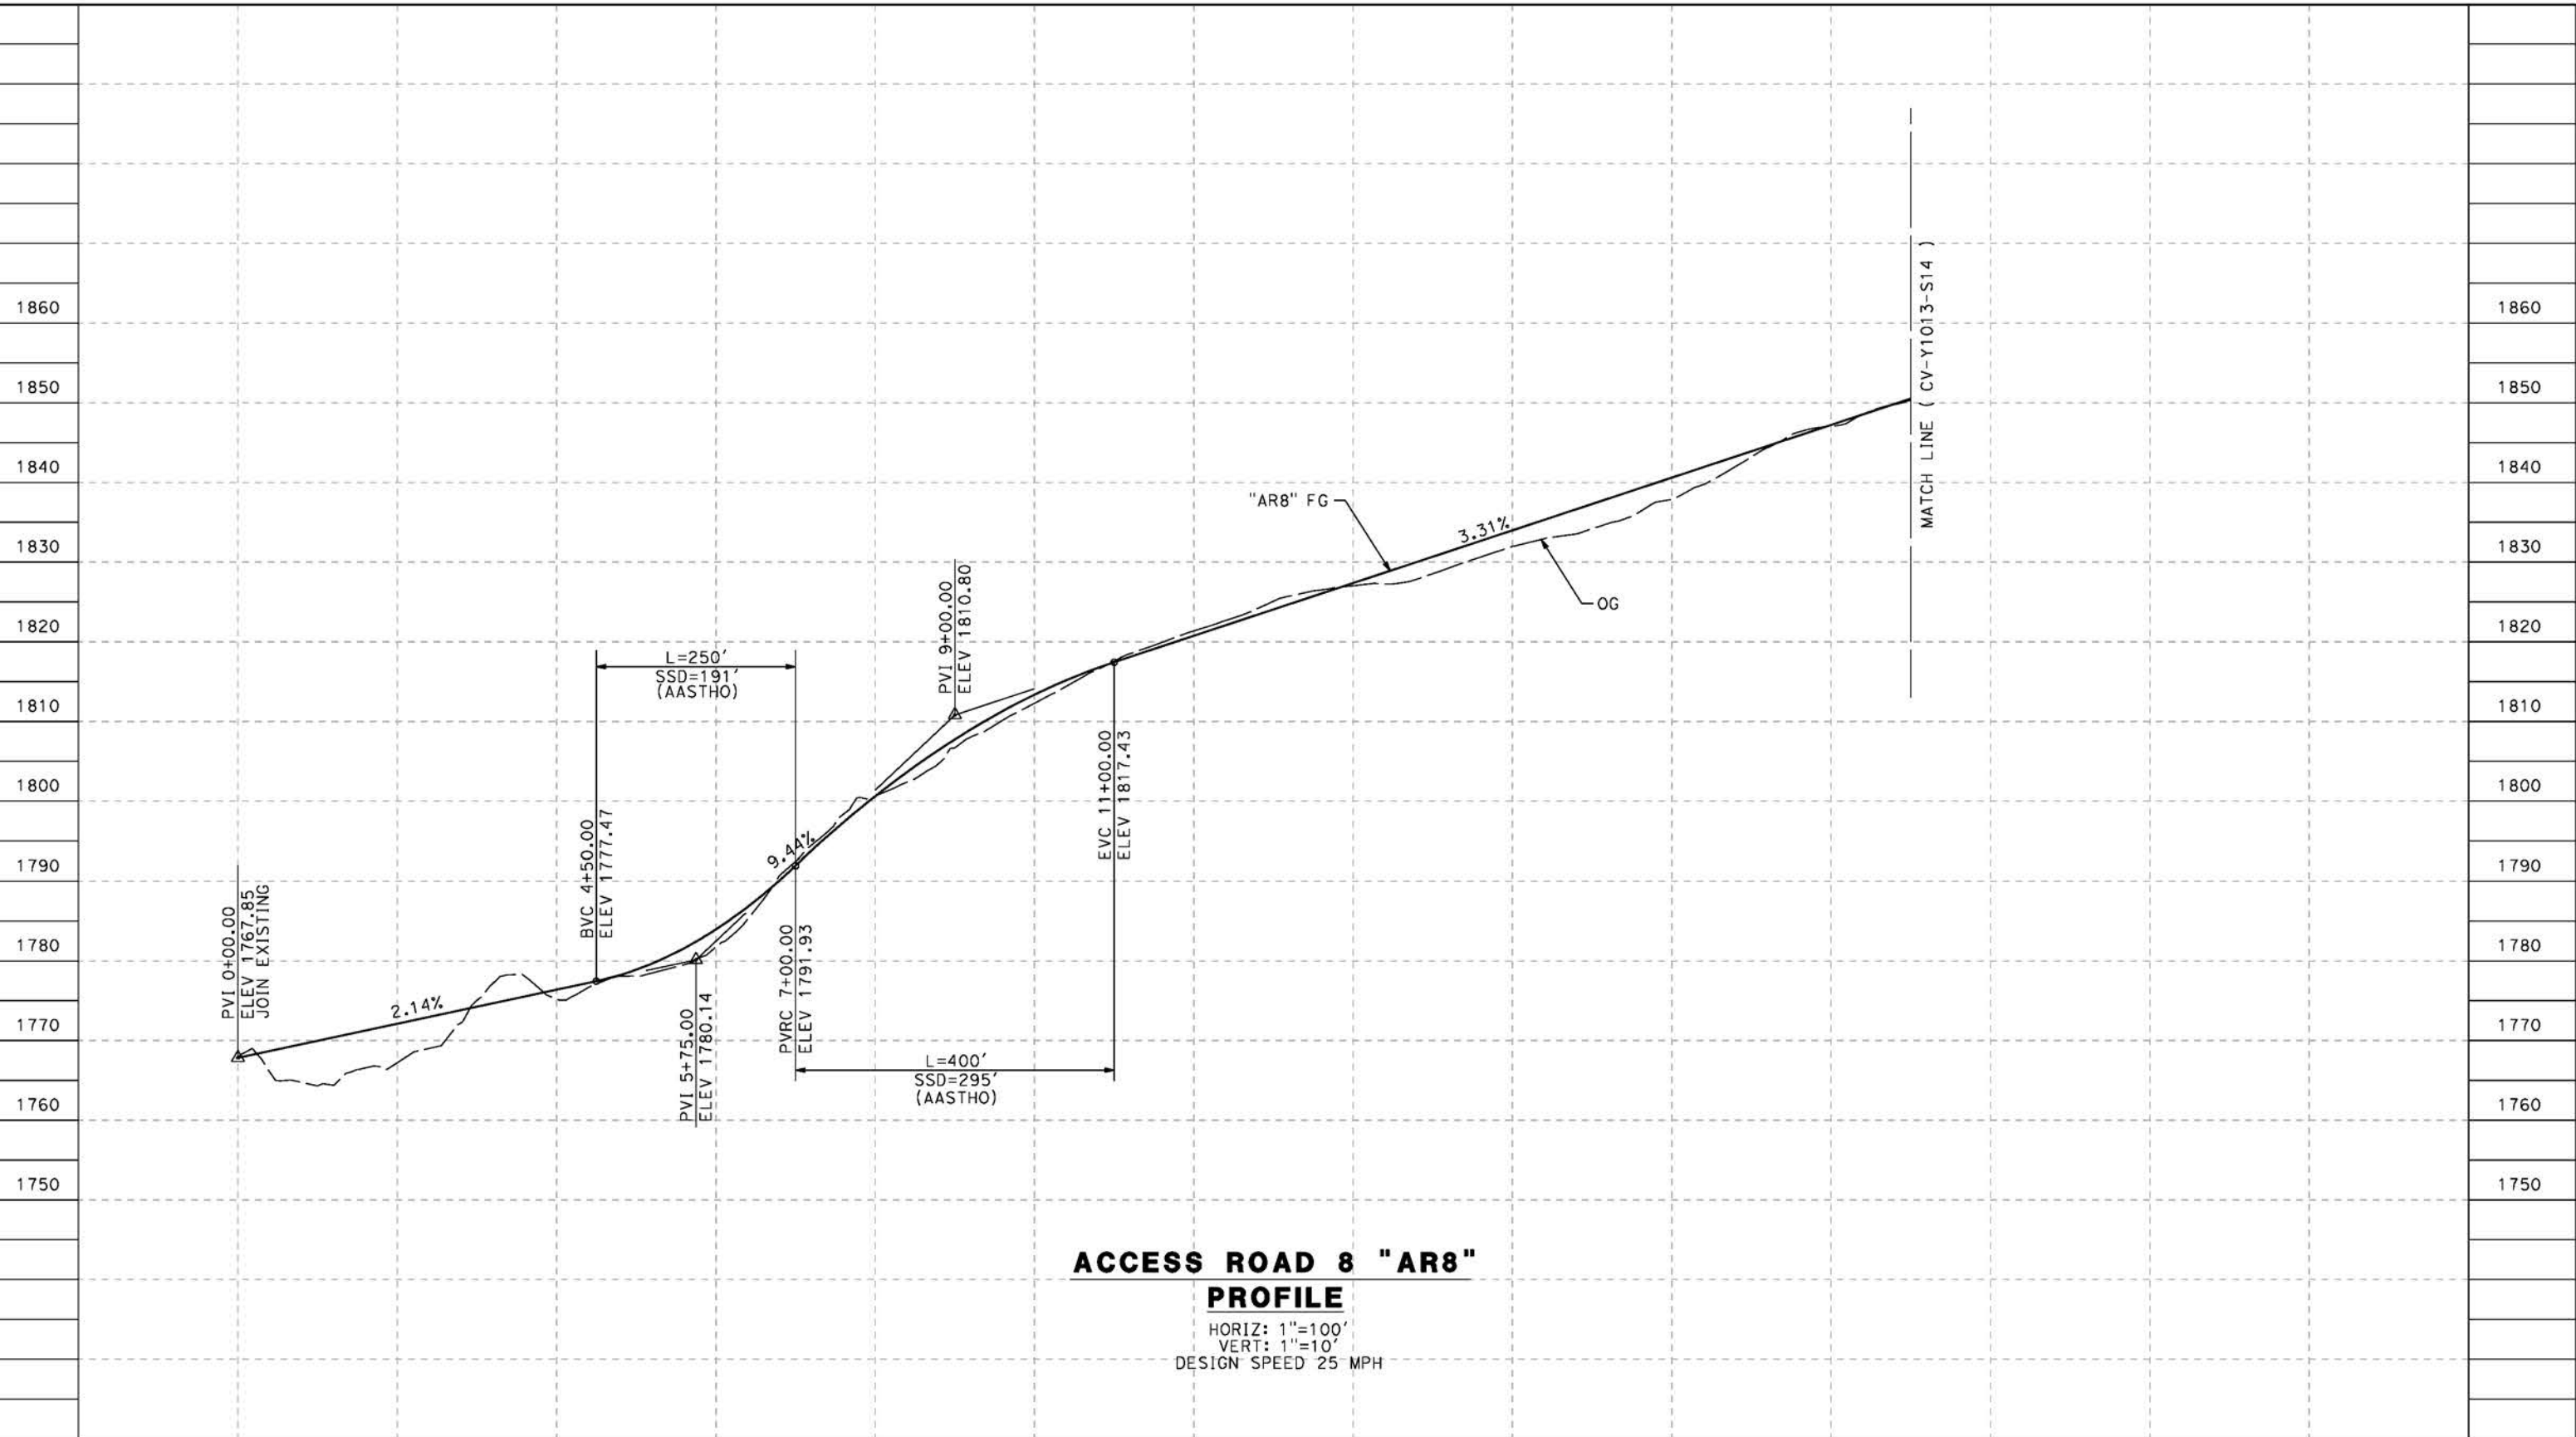 1860
1850
1840
1830
1820
1810
1800
1790
1780
1770
1760
1750
PVI 0+00.00
ELEV 1767.85
JOIN EXISTING
2.14%
BVC 4+50.00
ELEV 1777.47
L=250'
SSD=191'
(AASTHO)
PVI 5+75.00
ELEV 1780.14
9.44%
PVRC 7+00.00
ELEV 1791.93
PVI 9+00.00
ELEV 1810.80
L=400'
SSD=295'
(AASTHO)
EVC 11+00.00
ELEV 1817.43
"AR8" FG
3.31%
OG
MATCH LINE ( CV-Y1013-S14 )
1860
1850
1840
1830
1820
1810
1800
1790
1780
1770
1760
1750
ACCESS ROAD 8 "AR8"
PROFILE
HORIZ: 1"=100'
VERT: 1"=10'
DESIGN SPEED 25 MPH